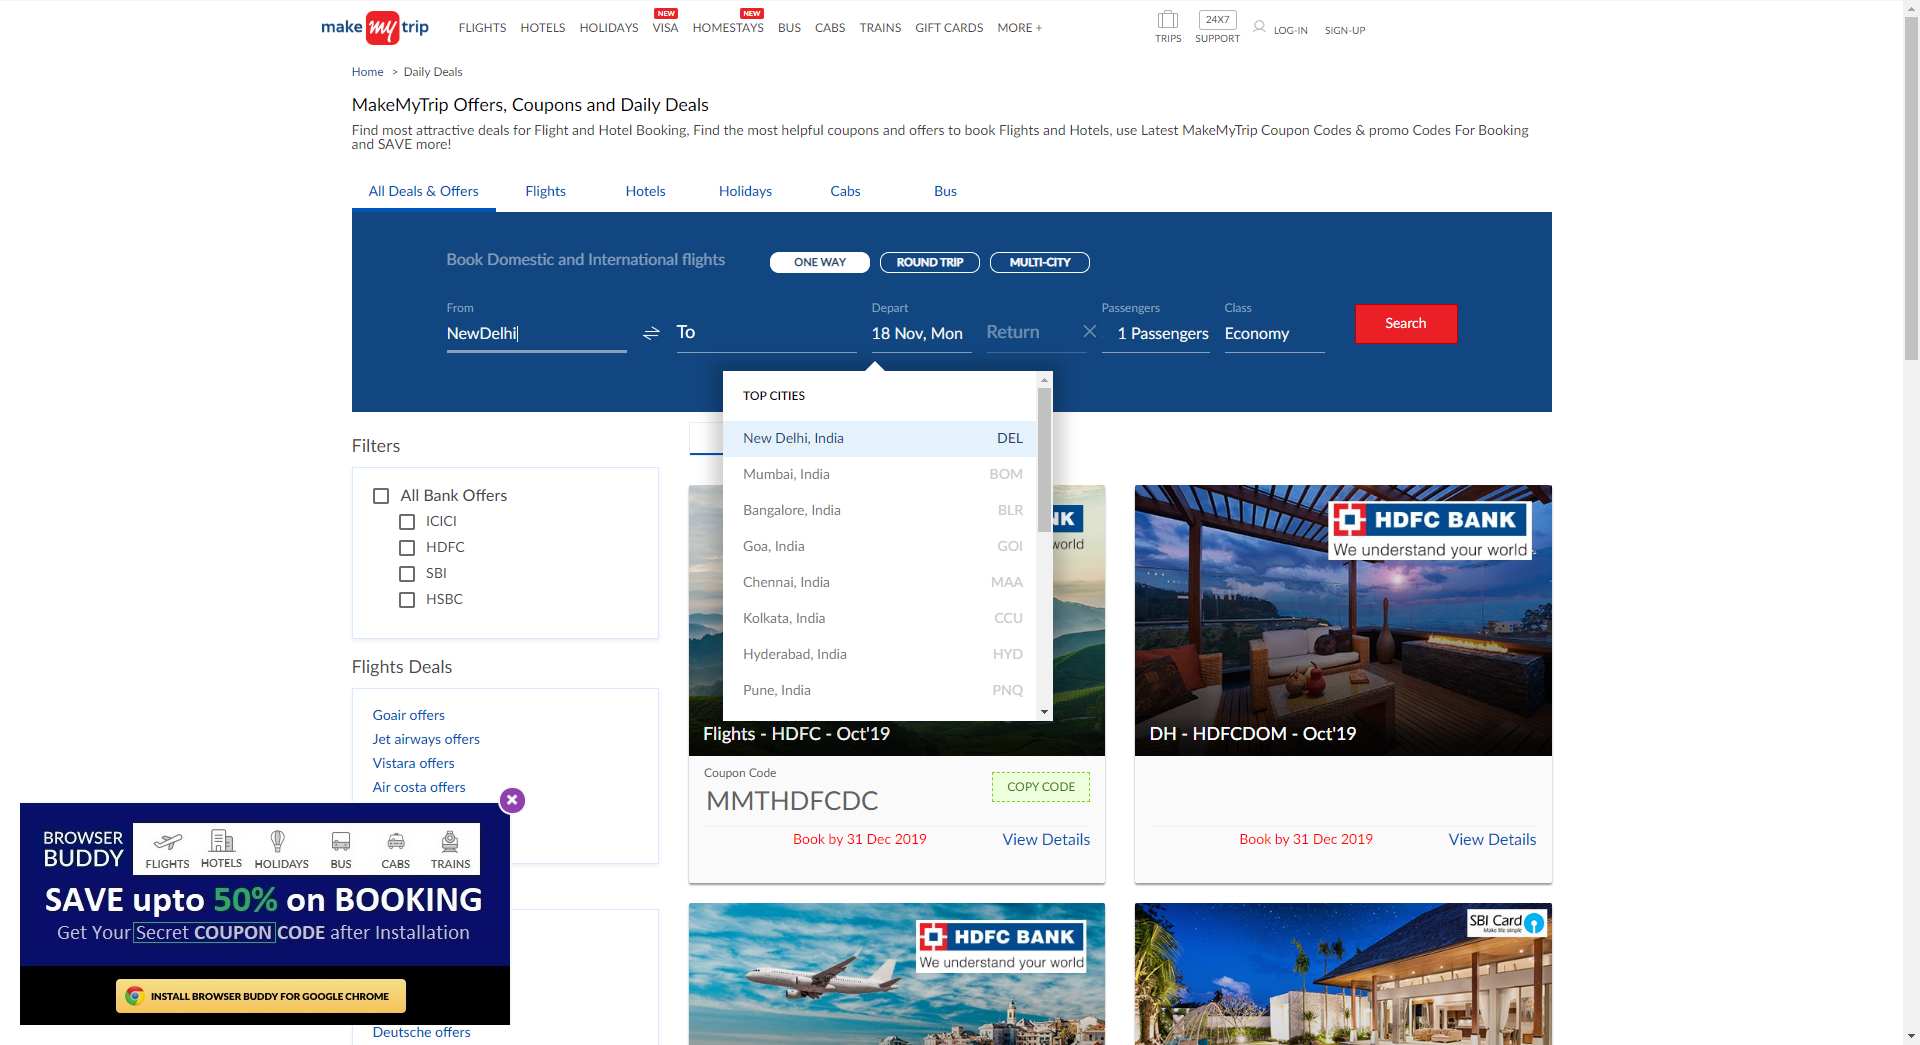 make my trip
FLIGHTS HOTELS HOLIDAYS VISA NEW HOMESTAYS NEW BUS CABS TRAINS GIFT CARDS MORE +
TRIPS 24X7 SUPPORT LOG-IN SIGN-UP
Home > Daily Deals
MakeMyTrip Offers, Coupons and Daily Deals
Find most attractive deals for Flight and Hotel Booking, Find the most helpful coupons and offers to book Flights and Hotels, use Latest MakeMyTrip Coupon Codes & promo Codes For Booking
and SAVE more!
All Deals & Offers Flights Hotels Holidays Cabs Bus
Book Domestic and International flights ONE WAY ROUND TRIP MULTI-CITY
From Depart Passengers Class
NewDelhi To 18 Nov, Mon Return 1 Passengers Economy Search
TOP CITIES
New Delhi, India DEL
Mumbai, India BOM
Bangalore, India BLR
Goa, India GOI
Chennai, India MAA
Kolkata, India CCU
Hyderabad, India HYD
Pune, India PNQ
Filters
All Bank Offers
ICICI
HDFC
SBI
HSBC
Flights Deals
Goair offers
Jet airways offers
Vistara offers
Air costa offers
Deutsche offers
NK
world
Flights - HDFC - Oct'19
Coupon Code
MMTHDFCDC
COPY CODE
Book by 31 Dec 2019 View Details
HDFC BANK
We understand your world
DH - HDFCDOM - Oct'19
Book by 31 Dec 2019 View Details
HDFC BANK
We understand your world
SBI Card
Make life simple
BROWSER
BUDDY
FLIGHTS HOTELS HOLIDAYS BUS CABS TRAINS
SAVE upto 50% on BOOKING
Get Your Secret COUPON CODE after Installation
INSTALL BROWSER BUDDY FOR GOOGLE CHROME